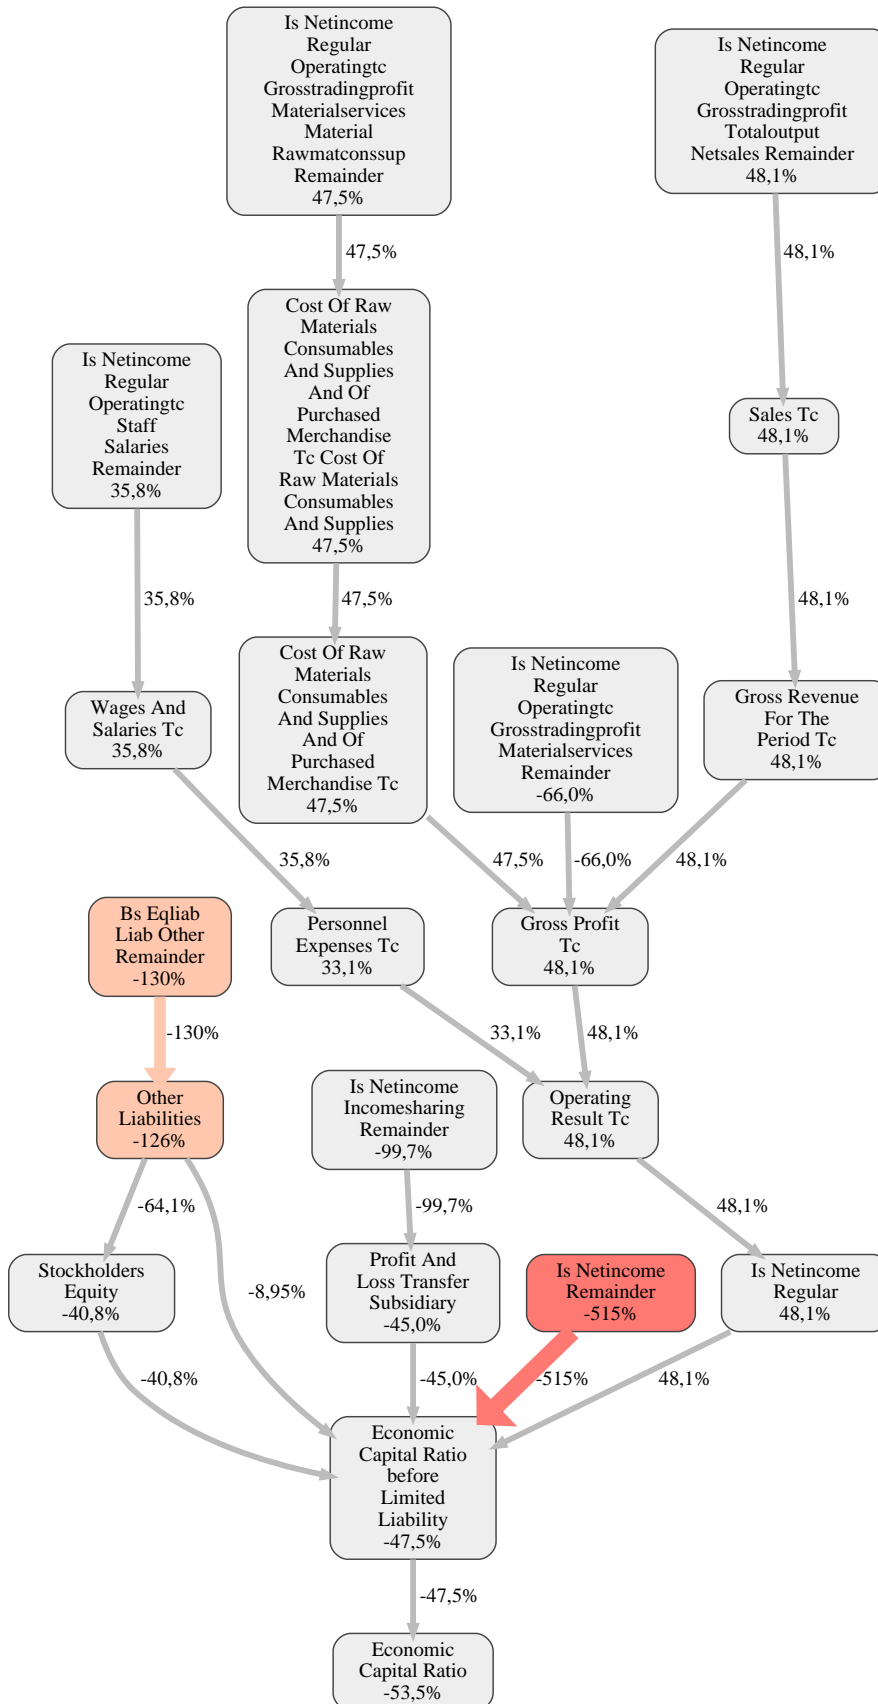 Is Netincome
Regular
Operatingtc
Grosstradingprofit
Materialservices
Material
Rawmatconssup
Remainder
47,5%
Is Netincome
Regular
Operatingtc
Grosstradingprofit
Totaloutput
Netsales Remainder
48,1%
47,5%
48,1%
Cost Of Raw
Materials
Consumables
And Supplies
And Of
Purchased
Merchandise
Tc Cost Of
Raw Materials
Consumables
And Supplies
47,5%
Is Netincome
Regular
Operatingtc
Staff
Salaries
Remainder
35,8%
Sales Tc
48,1%
35,8%
47,5%
48,1%
Cost Of Raw
Materials
Consumables
And Supplies
And Of
Purchased
Merchandise Tc
47,5%
Is Netincome
Regular
Operatingtc
Grosstradingprofit
Materialservices
Remainder
-66,0%
Gross Revenue
For The
Period Tc
48,1%
Wages And
Salaries Tc
35,8%
35,8%
47,5%
-66,0%
48,1%
Bs Eqliab
Liab Other
Remainder
-130%
Personnel
Expenses Tc
33,1%
Gross Profit
Tc
48,1%
-130%
33,1%
48,1%
Other
Liabilities
-126%
Is Netincome
Incomesharing
Remainder
-99,7%
Operating
Result Tc
48,1%
-64,1%
-99,7%
48,1%
Stockholders
Equity
-40,8%
-8,95%
Profit And
Loss Transfer
Subsidiary
-45,0%
Is Netincome
Remainder
-515%
Is Netincome
Regular
48,1%
-40,8%
-45,0%
-515%
48,1%
Economic
Capital Ratio
before
Limited
Liability
-47,5%
-47,5%
Economic
Capital Ratio
-53,5%